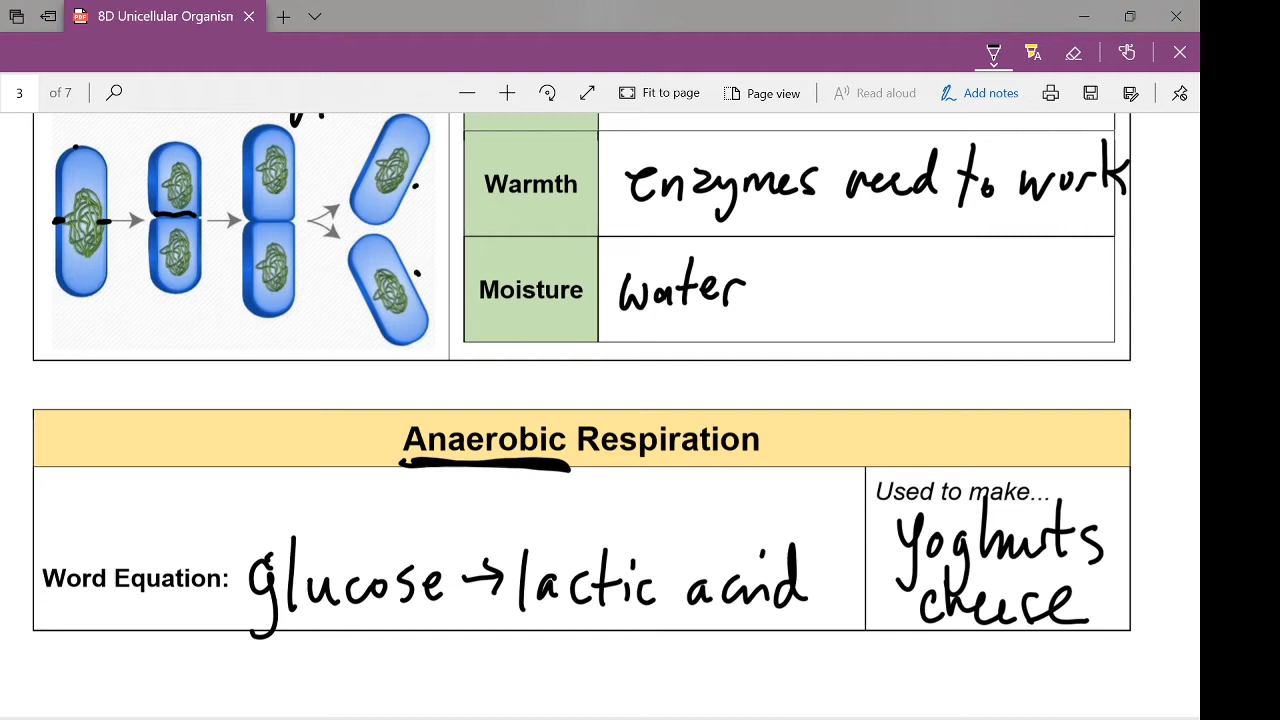 8D Unicellular Organism
3 of 7
Fit to page
Page view
Read aloud
Add notes
Warmth
enzymes need to work
Moisture
water
Anaerobic Respiration
Used to make...
yoghurts
cheese
Word Equation: glucose → lactic acid